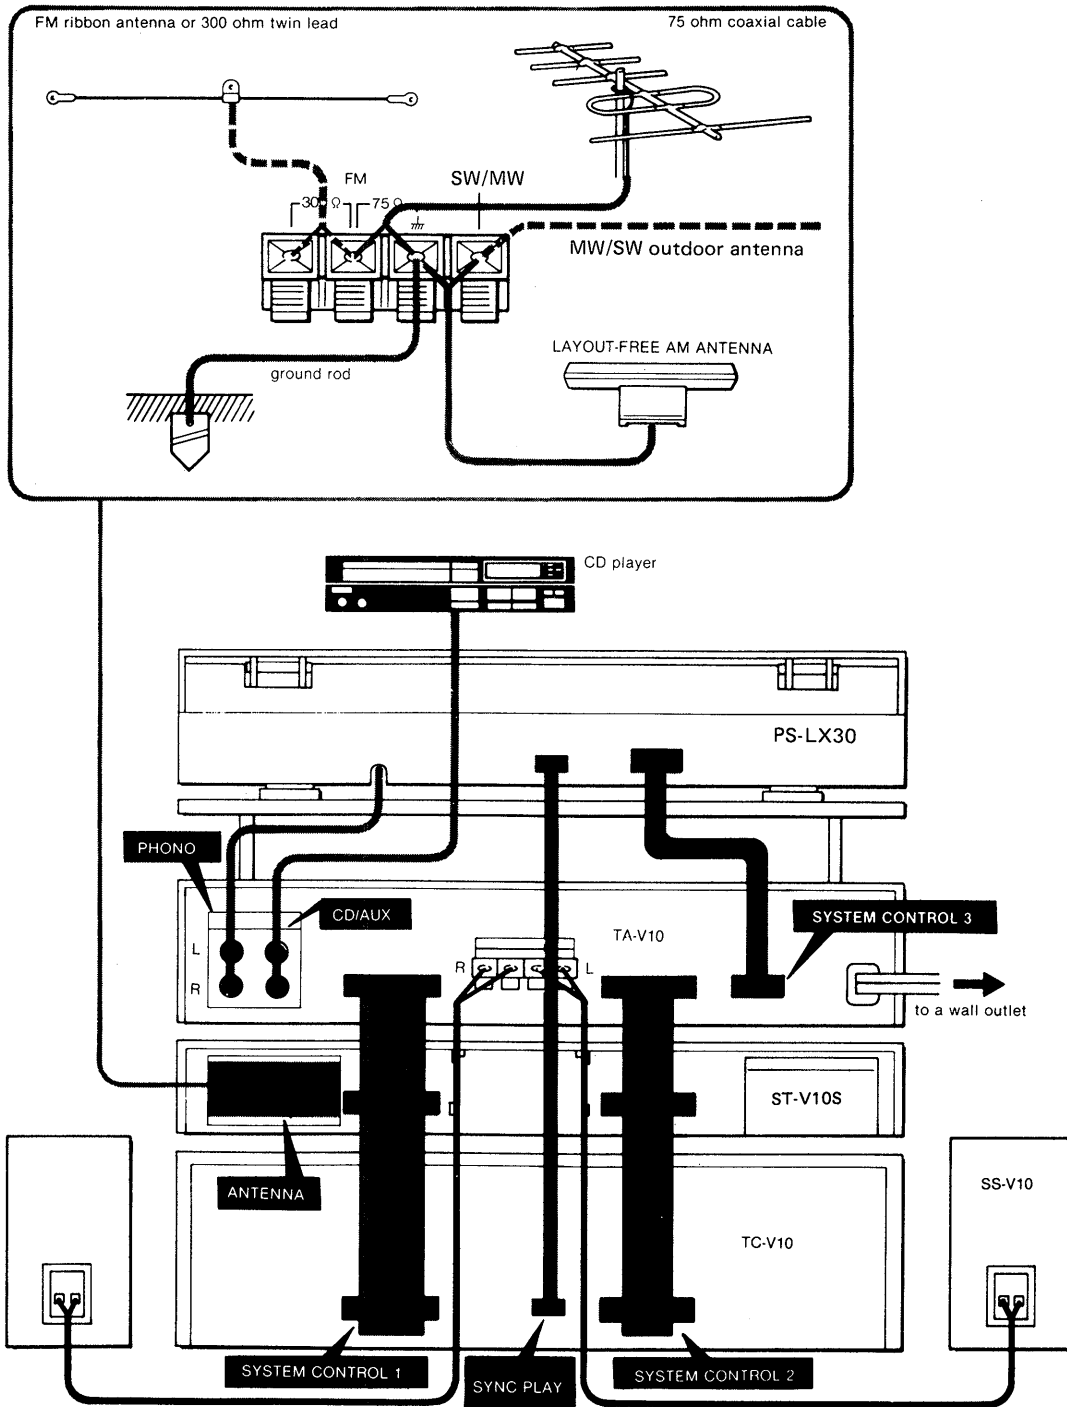 FM ribbon antenna or 300 ohm twin lead
75 ohm coaxial cable
FM
SW/MW
75Ω
MW/SW outdoor antenna
LAYOUT-FREE AM ANTENNA
ground rod
CD player
PS-LX30
PHONO
CD/AUX
SYSTEM CONTROL 3
TA-V10
L
R
R
L
to a wall outlet
ST-V10S
ANTENNA
SS-V10
TC-V10
SYSTEM CONTROL 1
SYNC PLAY
SYSTEM CONTROL 2